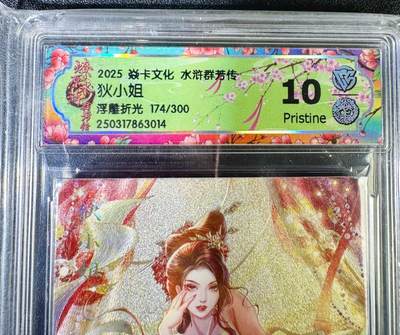 2025 焱卡文化 水浒群芳传
狄小姐
浮雕折光 174/300
250317863014
10
Pristine